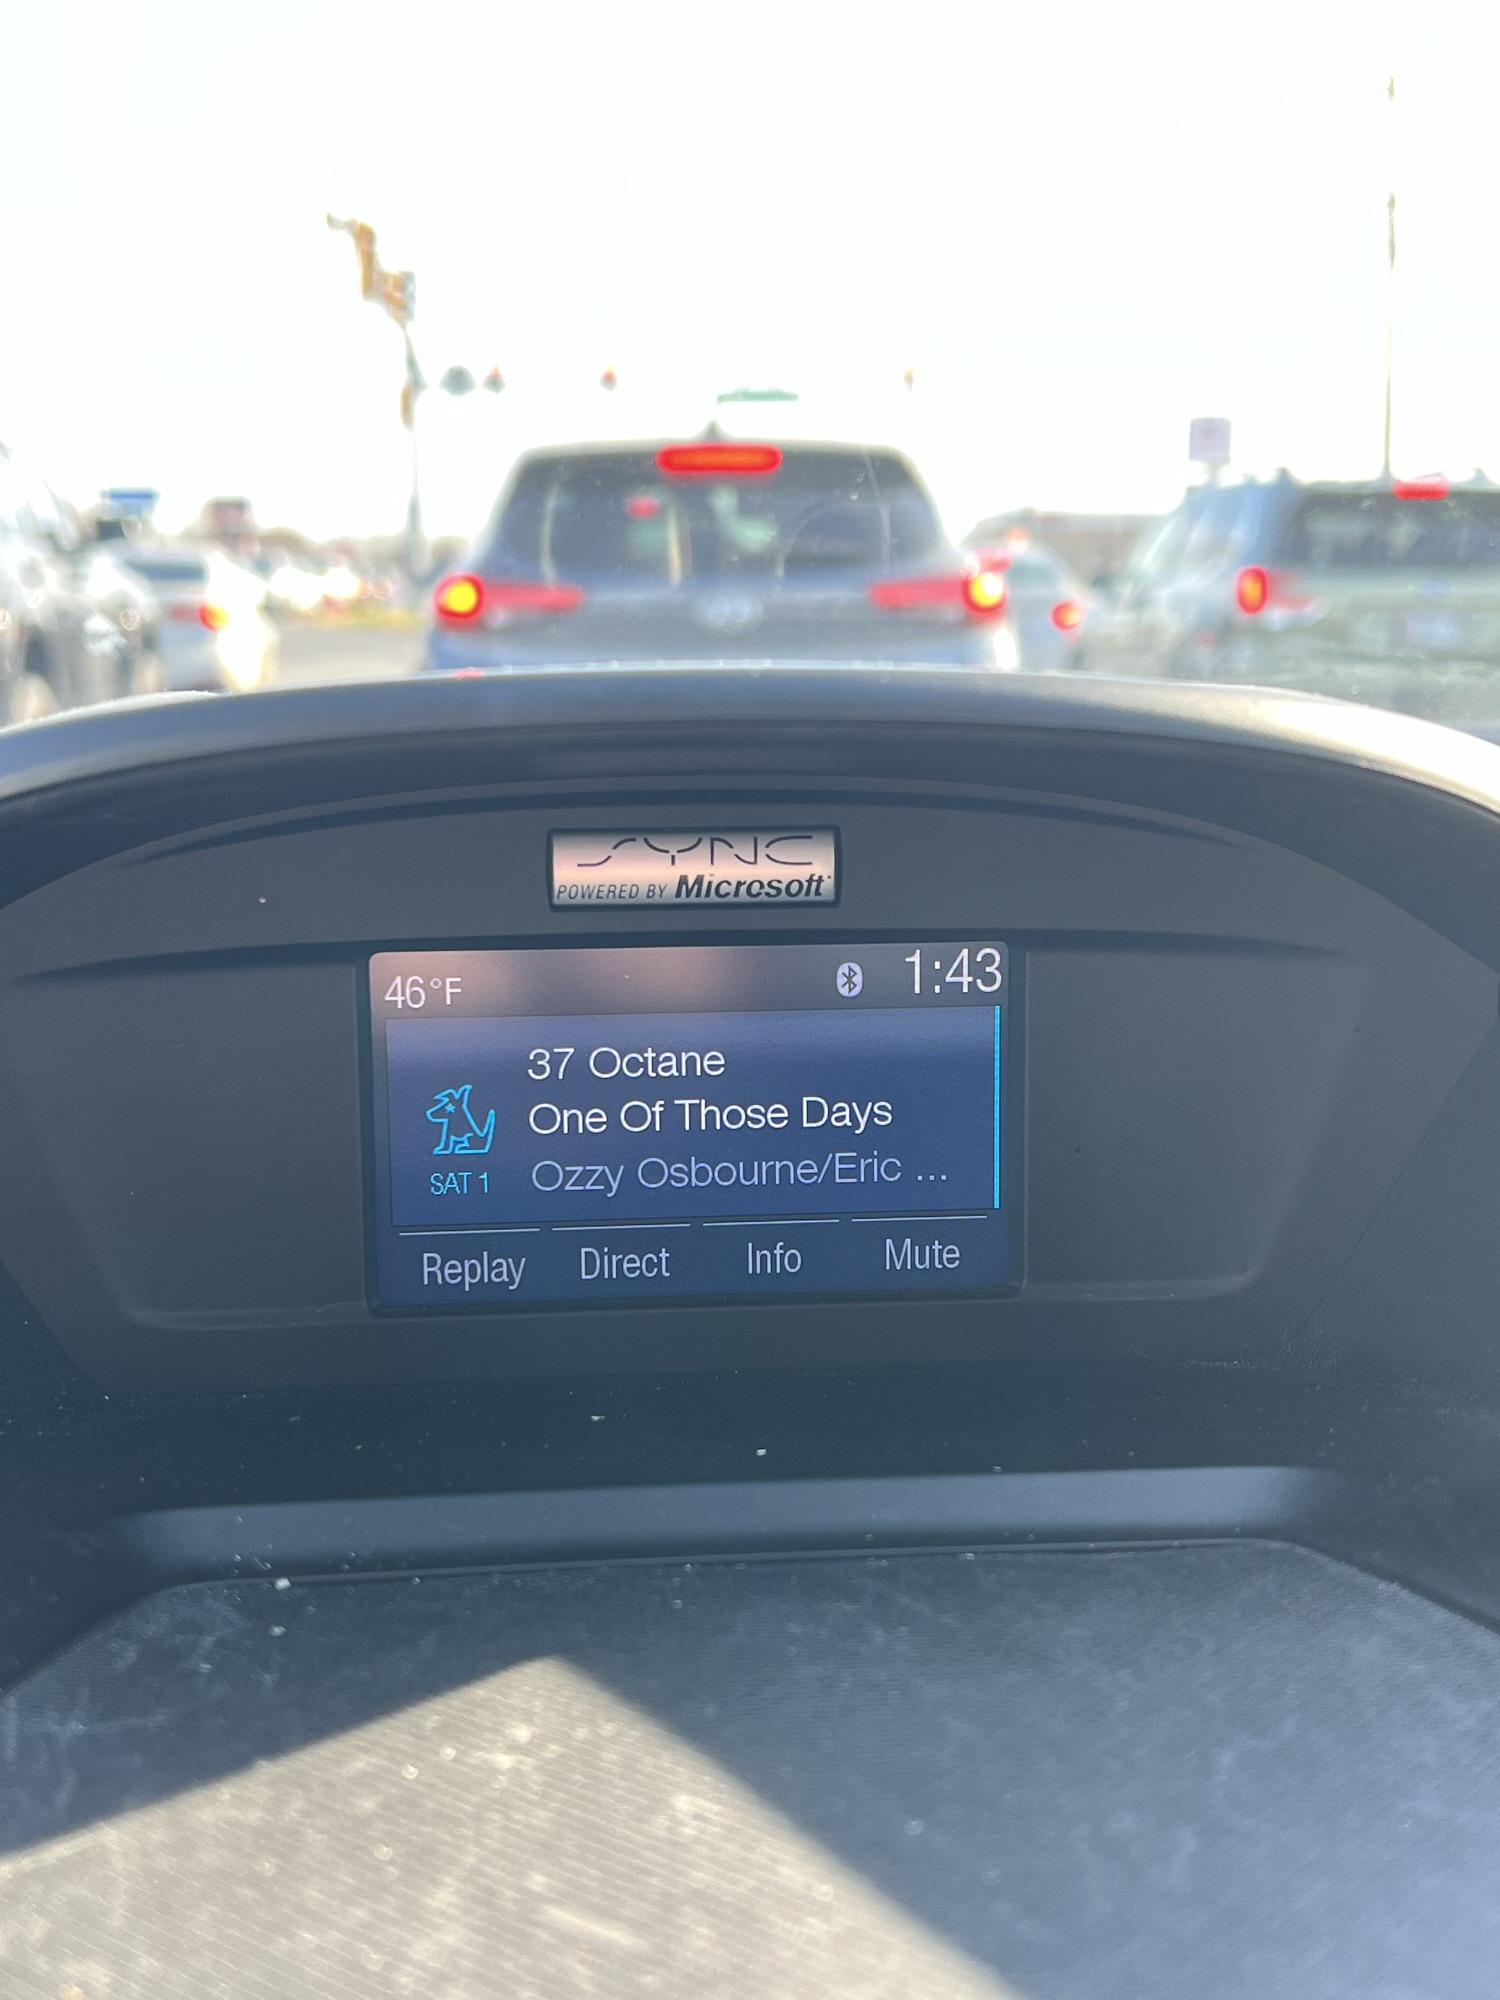 SYNC
POWERED BY Microsoft
46°F 1:43
37 Octane
One Of Those Days
SAT 1 Ozzy Osbourne/Eric ...
Replay Direct Info Mute